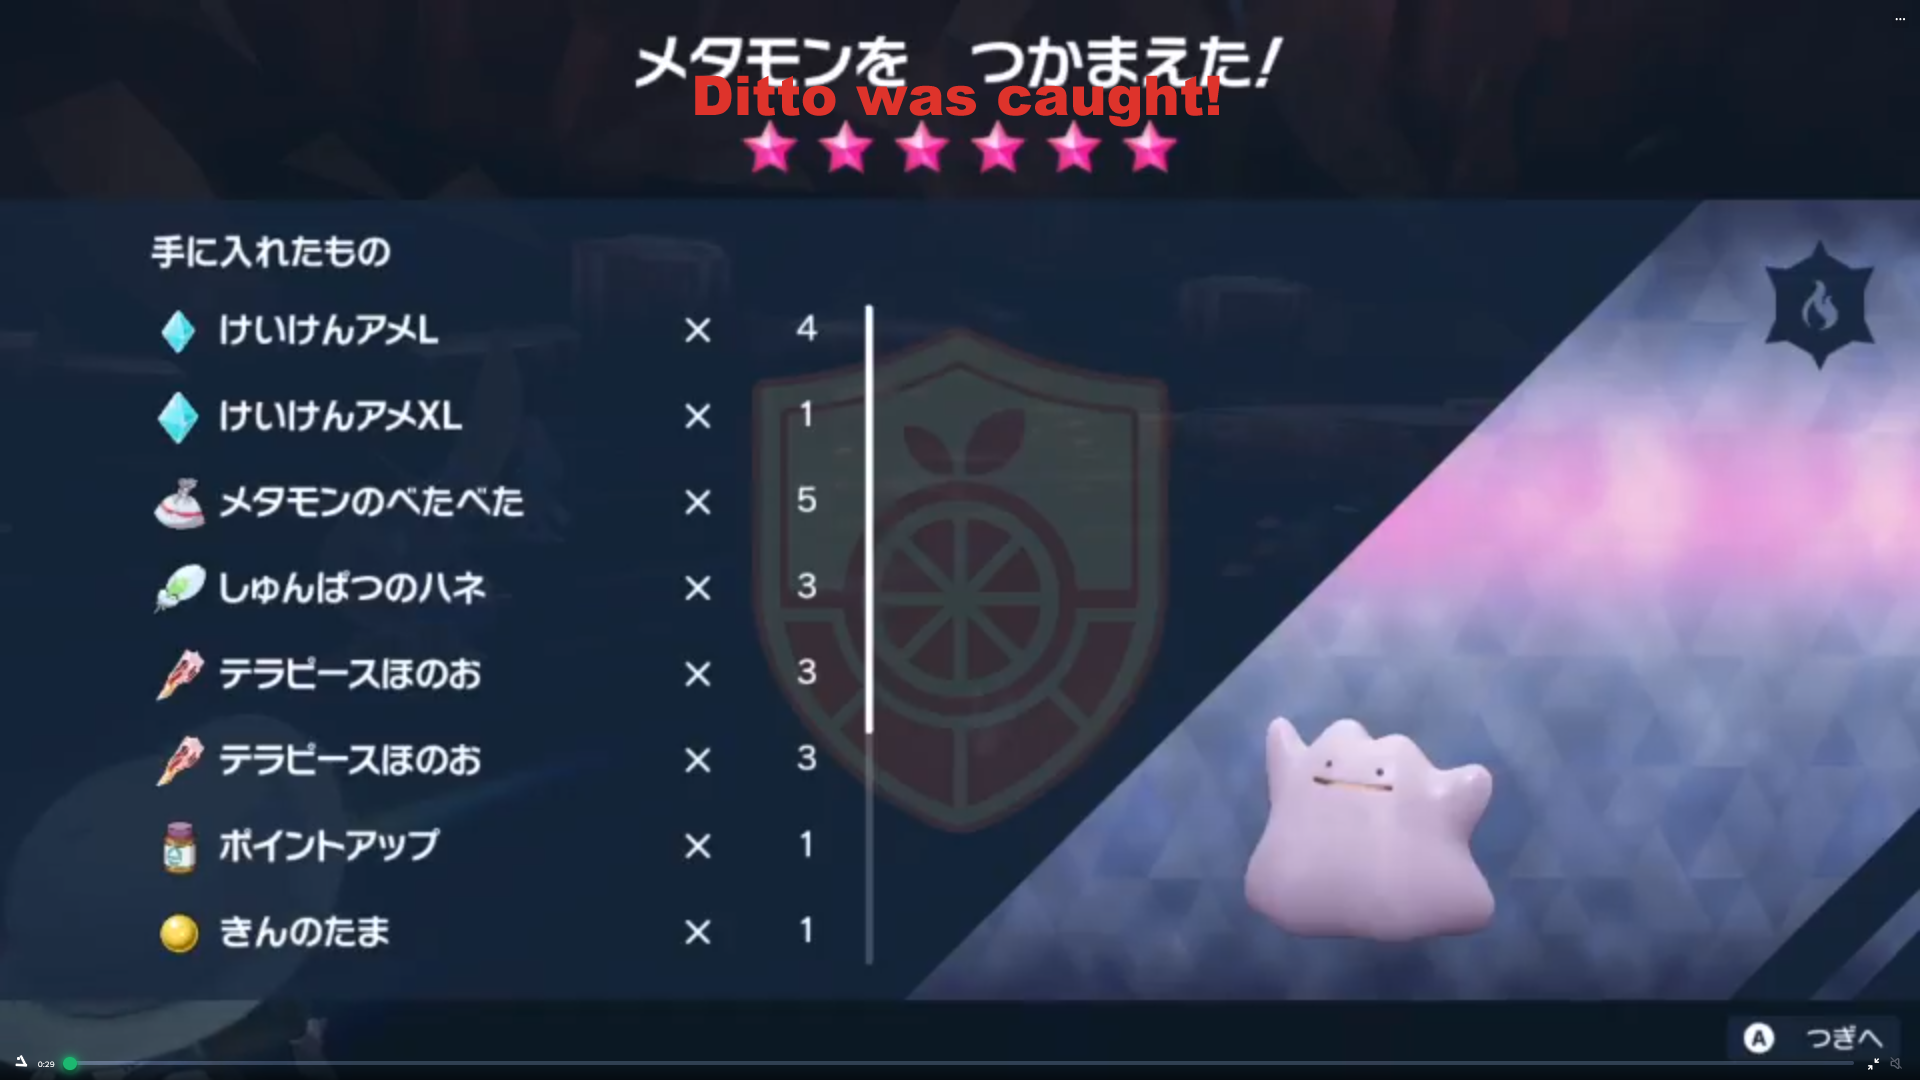 メタモンを つかまえた!
Ditto was caught!
手に入れたもの
けいけんアメL × 4
けいけんアメXL × 1
メタモンのべたべた × 5
しゅんぱつのハネ × 3
テラピースほのお × 3
テラピースほのお × 3
ポイントアップ × 1
きんのたま × 1
A つぎへ
0:29